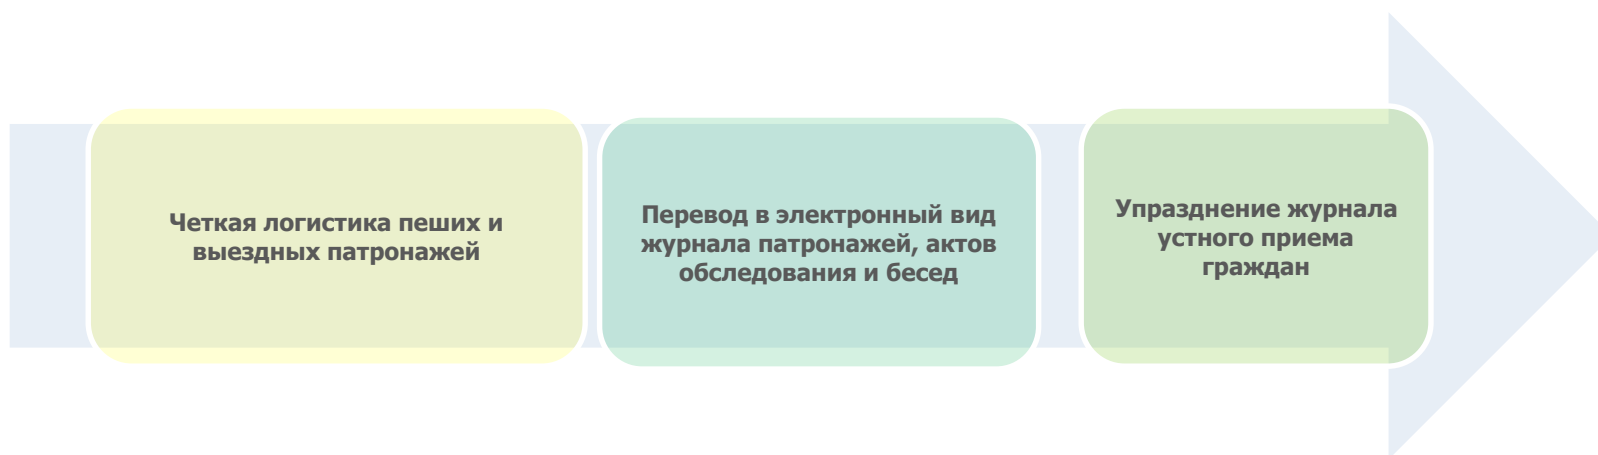 Четкая логистика пеших и
выездных патронажей
Перевод в электронный вид
журнала патронажей, актов
обследования и бесед
Упразднение журнала
устного приема
граждан